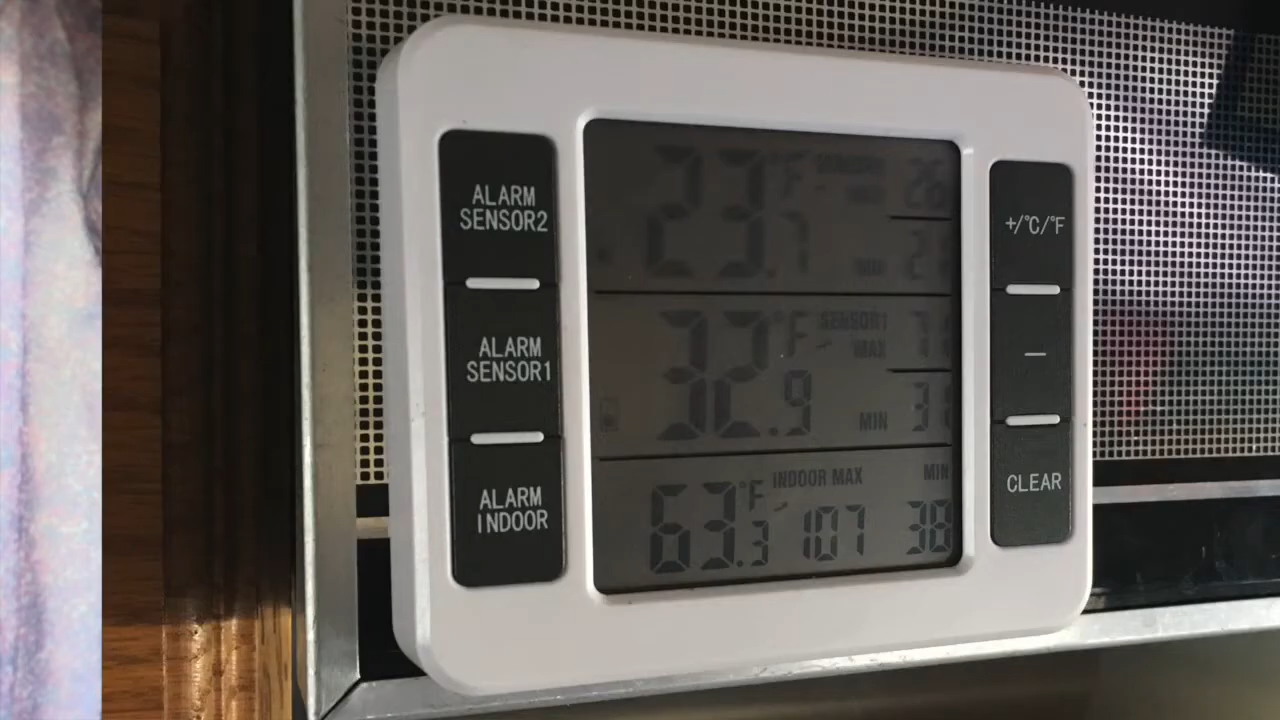 ALARM
SENSOR2
ALARM
SENSOR1
ALARM
INDOOR
23.7 °F
MIN
32.9 °F SENSOR1
MAX
MIN
63.3 °F INDOOR MAX 107 MIN 38
+/°C/°F
—
CLEAR